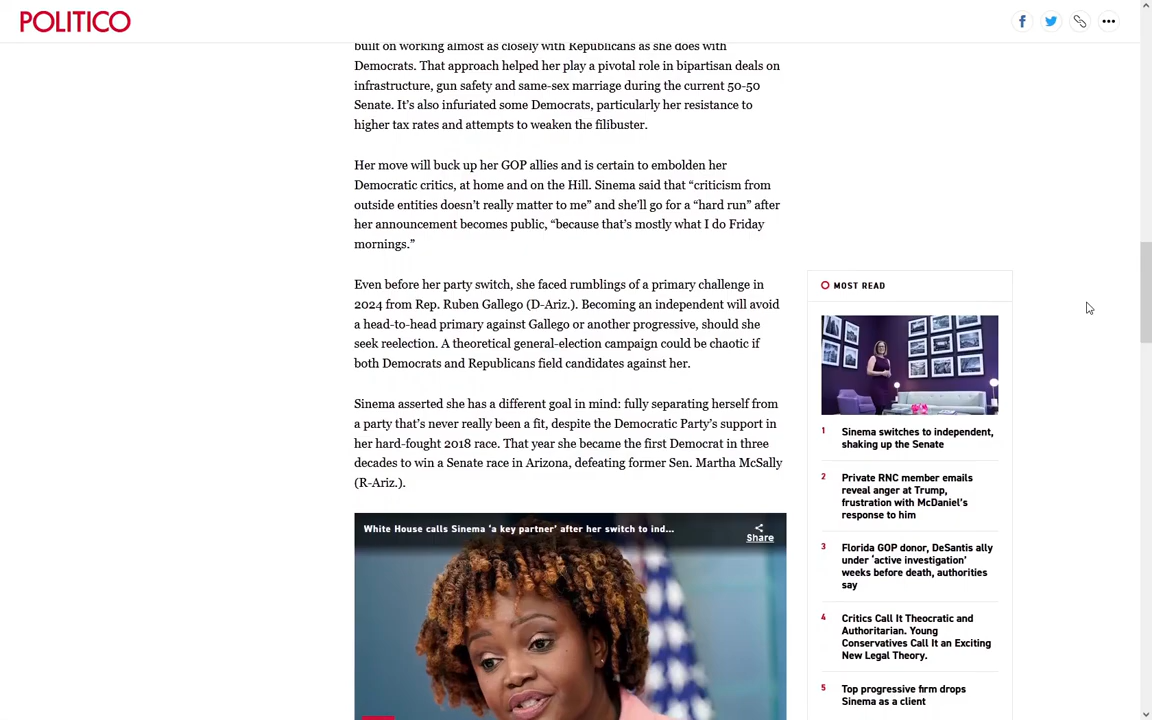 POLITICO
built on working almost as closely with Republicans as she does with
Democrats. That approach helped her play a pivotal role in bipartisan deals on
infrastructure, gun safety and same-sex marriage during the current 50-50
Senate. It’s also infuriated some Democrats, particularly her resistance to
higher tax rates and attempts to weaken the filibuster.
Her move will buck up her GOP allies and is certain to embolden her
Democratic critics, at home and on the Hill. Sinema said that “criticism from
outside entities doesn’t really matter to me” and she’ll go for a “hard run” after
her announcement becomes public, “because that’s mostly what I do Friday
mornings.”
Even before her party switch, she faced rumblings of a primary challenge in
2024 from Rep. Ruben Gallego (D-Ariz.). Becoming an independent will avoid
a head-to-head primary against Gallego or another progressive, should she
seek reelection. A theoretical general-election campaign could be chaotic if
both Democrats and Republicans field candidates against her.
Sinema asserted she has a different goal in mind: fully separating herself from
a party that’s never really been a fit, despite the Democratic Party’s support in
her hard-fought 2018 race. That year she became the first Democrat in three
decades to win a Senate race in Arizona, defeating former Sen. Martha McSally
(R-Ariz.).
White House calls Sinema ‘a key partner’ after her switch to ind...
Share
MOST READ
1 Sinema switches to independent,
shaking up the Senate
2 Private RNC member emails
reveal anger at Trump,
frustration with McDaniel’s
response to him
3 Florida GOP donor, DeSantis ally
under ‘active investigation’
weeks before death, authorities
say
4 Critics Call It Theocratic and
Authoritarian. Young
Conservatives Call It an Exciting
New Legal Theory.
5 Top progressive firm drops
Sinema as a client